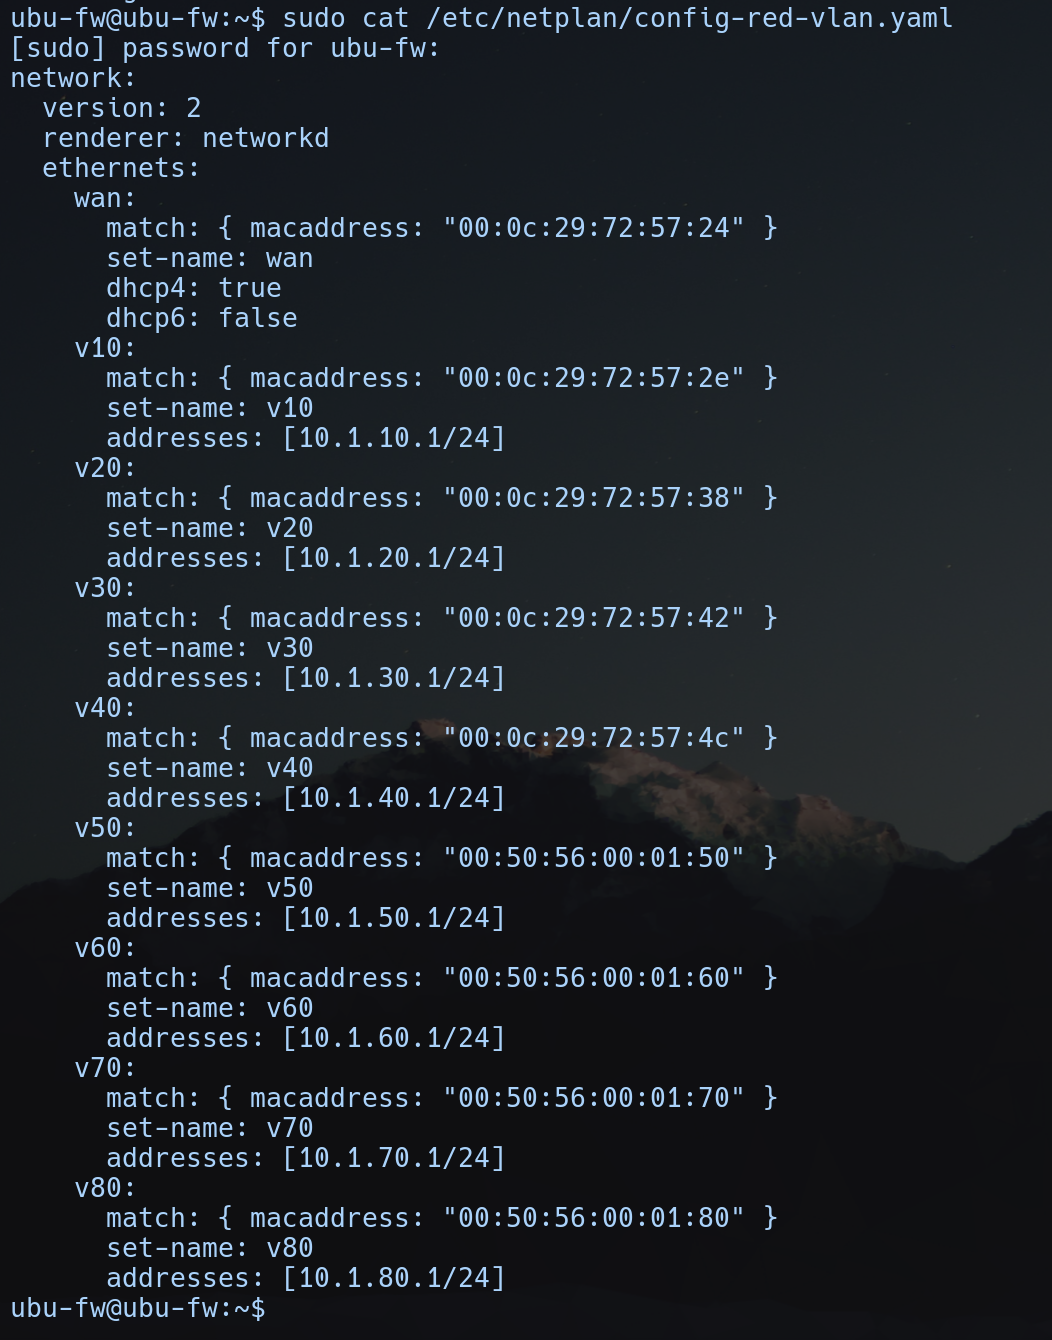 ubu-fw@ubu-fw:~$ sudo cat /etc/netplan/config-red-vlan.yaml
[sudo] password for ubu-fw:
network:
  version: 2
  renderer: networkd
  ethernets:
    wan:
      match: { macaddress: "00:0c:29:72:57:24" }
      set-name: wan
      dhcp4: true
      dhcp6: false
    v10:
      match: { macaddress: "00:0c:29:72:57:2e" }
      set-name: v10
      addresses: [10.1.10.1/24]
    v20:
      match: { macaddress: "00:0c:29:72:57:38" }
      set-name: v20
      addresses: [10.1.20.1/24]
    v30:
      match: { macaddress: "00:0c:29:72:57:42" }
      set-name: v30
      addresses: [10.1.30.1/24]
    v40:
      match: { macaddress: "00:0c:29:72:57:4c" }
      set-name: v40
      addresses: [10.1.40.1/24]
    v50:
      match: { macaddress: "00:50:56:00:01:50" }
      set-name: v50
      addresses: [10.1.50.1/24]
    v60:
      match: { macaddress: "00:50:56:00:01:60" }
      set-name: v60
      addresses: [10.1.60.1/24]
    v70:
      match: { macaddress: "00:50:56:00:01:70" }
      set-name: v70
      addresses: [10.1.70.1/24]
    v80:
      match: { macaddress: "00:50:56:00:01:80" }
      set-name: v80
      addresses: [10.1.80.1/24]
ubu-fw@ubu-fw:~$